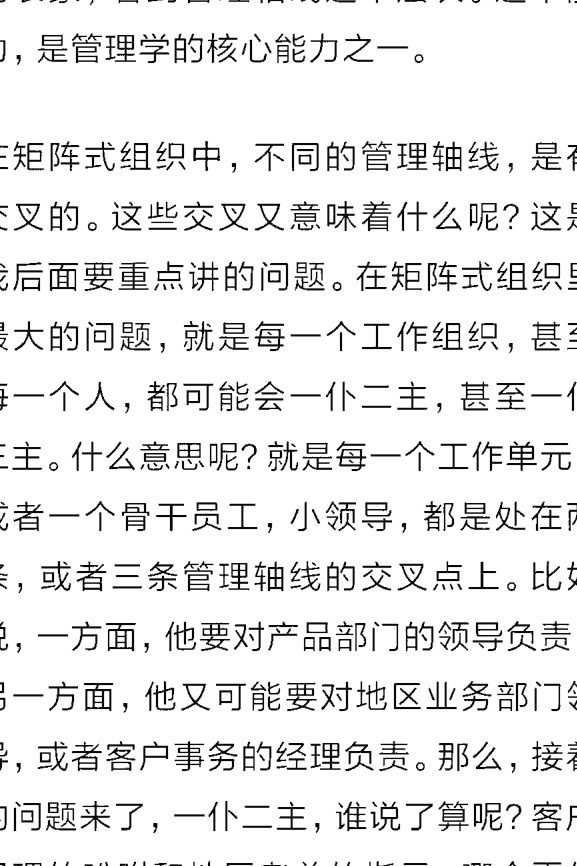 ，是管理学的核心能力之一。
在矩阵式组织中，不同的管理轴线，是有
交叉的。这些交叉又意味着什么呢？这是
我后面要重点讲的问题。在矩阵式组织里
最大的问题，就是每一个工作组织，甚至
每一个人，都可能会一仆二主，甚至一仆
三主。什么意思呢？就是每一个工作单元
或者一个骨干员工，小领导，都是处在两
条，或者三条管理轴线的交叉点上。比如
说，一方面，他要对产品部门的领导负责
另一方面，他又可能要对地区业务部门领
导，或者客户事务的经理负责。那么，接着
的问题来了，一仆二主，谁说了算呢？客户